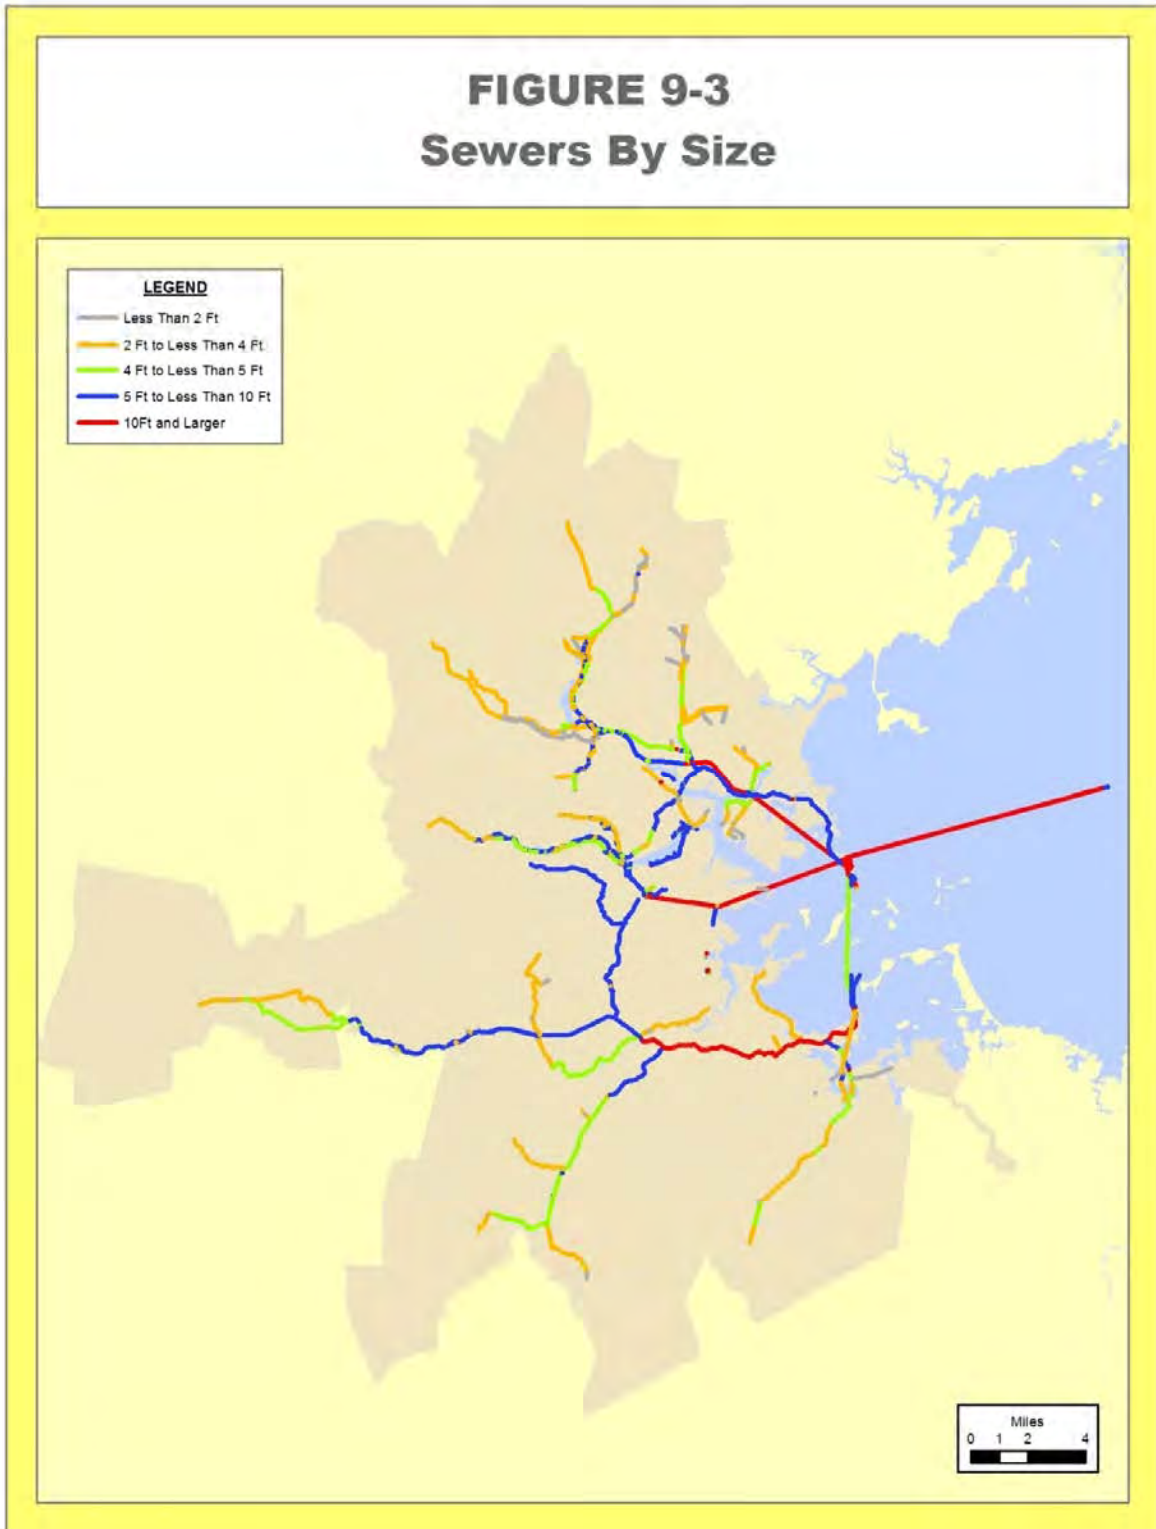 FIGURE 9-3
Sewers By Size
LEGEND
Less Than 2 Ft
2 Ft to Less Than 4 Ft
4 Ft to Less Than 5 Ft
5 Ft to Less Than 10 Ft
10Ft and Larger
Miles
0 1 2 4